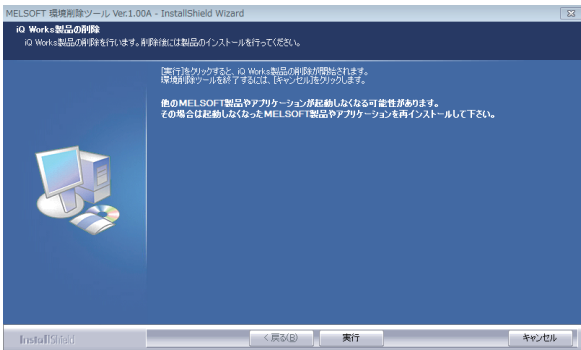 MELSOFT 環境削除ツール Ver.1.00A - InstallShield Wizard
iQ Works製品の削除
iQ Works製品の削除を行います。削除後には製品のインストールを行ってください。
[実行]をクリックすると、iQ Works製品の削除が開始されます。
環境削除ツールを終了するには、[キャンセル]をクリックします。
他のMELSOFT製品やアプリケーションが起動しなくなる可能性があります。
その場合は起動しなくなったMELSOFT製品やアプリケーションを再インストールして下さい。
InstallShield
< 戻る(B)
実行
キャンセル